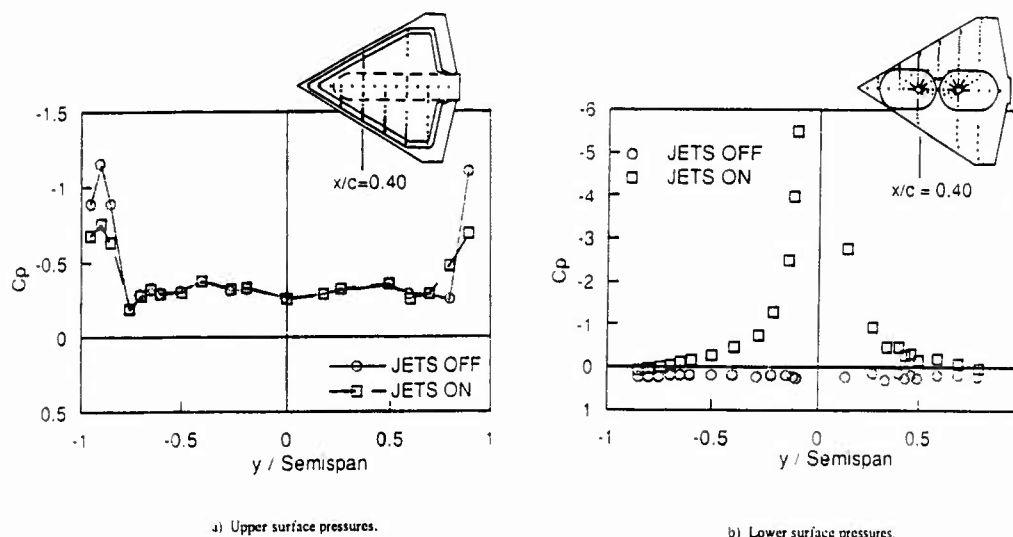 x/c=0.40
-1.5
-1
-0.5
0
0.5
Cp
JETS OFF
JETS ON
-1
-0.5
0
0.5
1
y / Semispan
a) Upper surface pressures.
x/c = 0.40
-6
-5
-4
-3
-2
-1
0
1
Cp
JETS OFF
JETS ON
-1
-0.5
0
0.5
1
y / Semispan
b) Lower surface pressures.